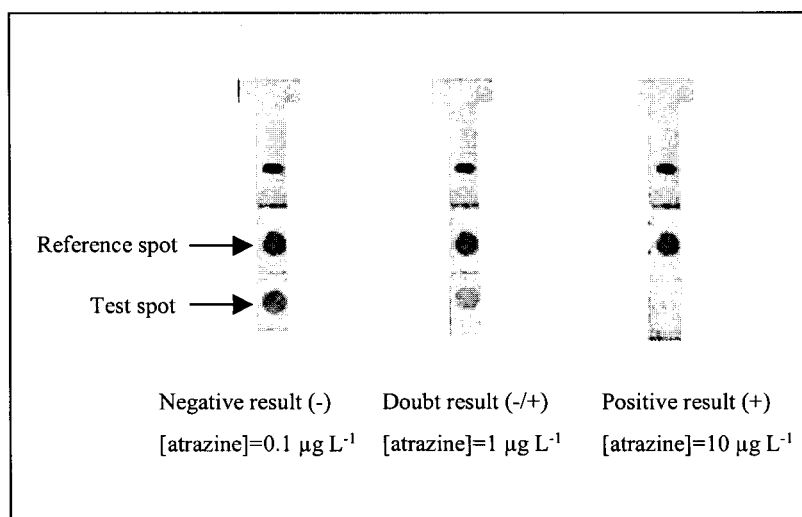 Reference spot
Test spot
Negative result (-) Doubt result (-/+) Positive result (+)
[atrazine]=0.1 µg L-1 [atrazine]=1 µg L-1 [atrazine]=10 µg L-1